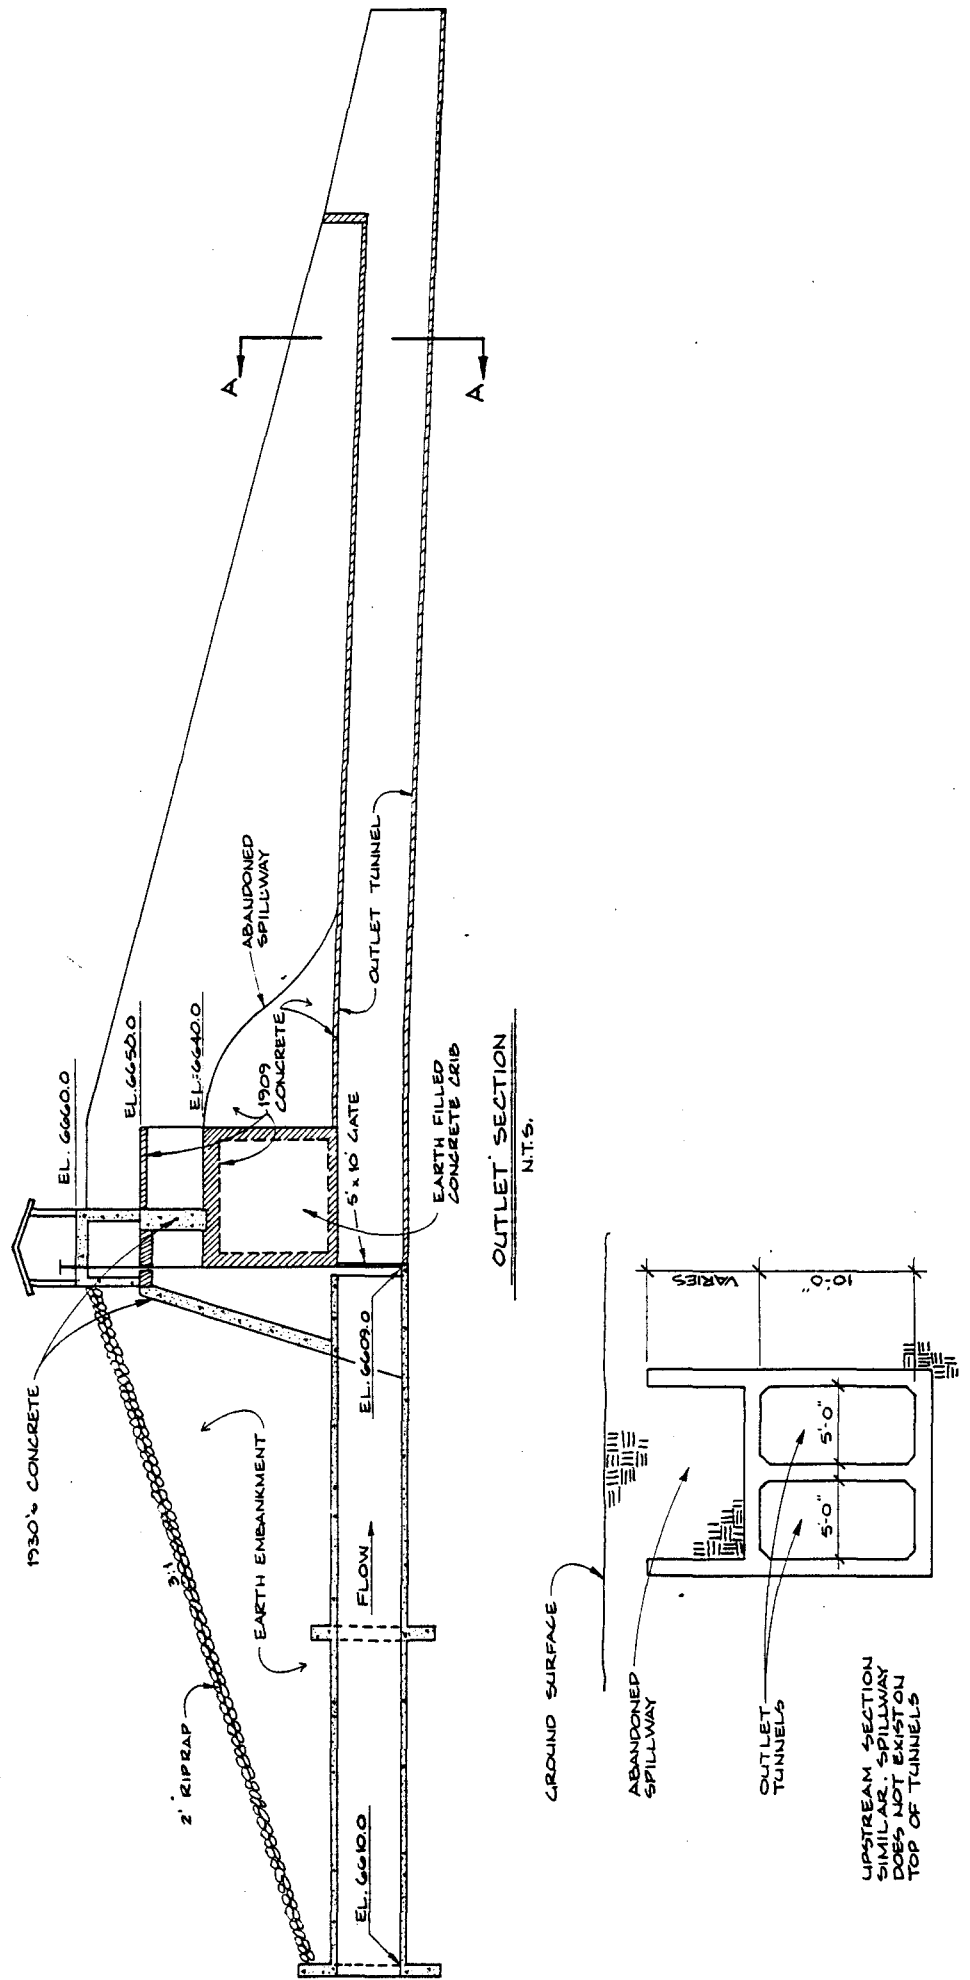 1930's CONCRETE
2' RIPRAP
3:1
EARTH EMBANKMENT
EL. 6610.0
FLOW
EL. 6609.0
EL. 6660.0
EL. 6650.0
EL. 6640.0
1909
CONCRETE
ABANDONED
SPILLWAY
5' x 10' GATE
EARTH FILLED
CONCRETE CRIB
OUTLET TUNNEL
A
A
OUTLET SECTION
N.T.S.
GROUND SURFACE
ABANDONED
SPILLWAY
OUTLET
TUNNELS
5'-0"
5'-0"
VARIES
10'-0"
UPSTREAM SECTION
SIMILAR. SPILLWAY
DOES NOT EXIST ON
TOP OF TUNNELS